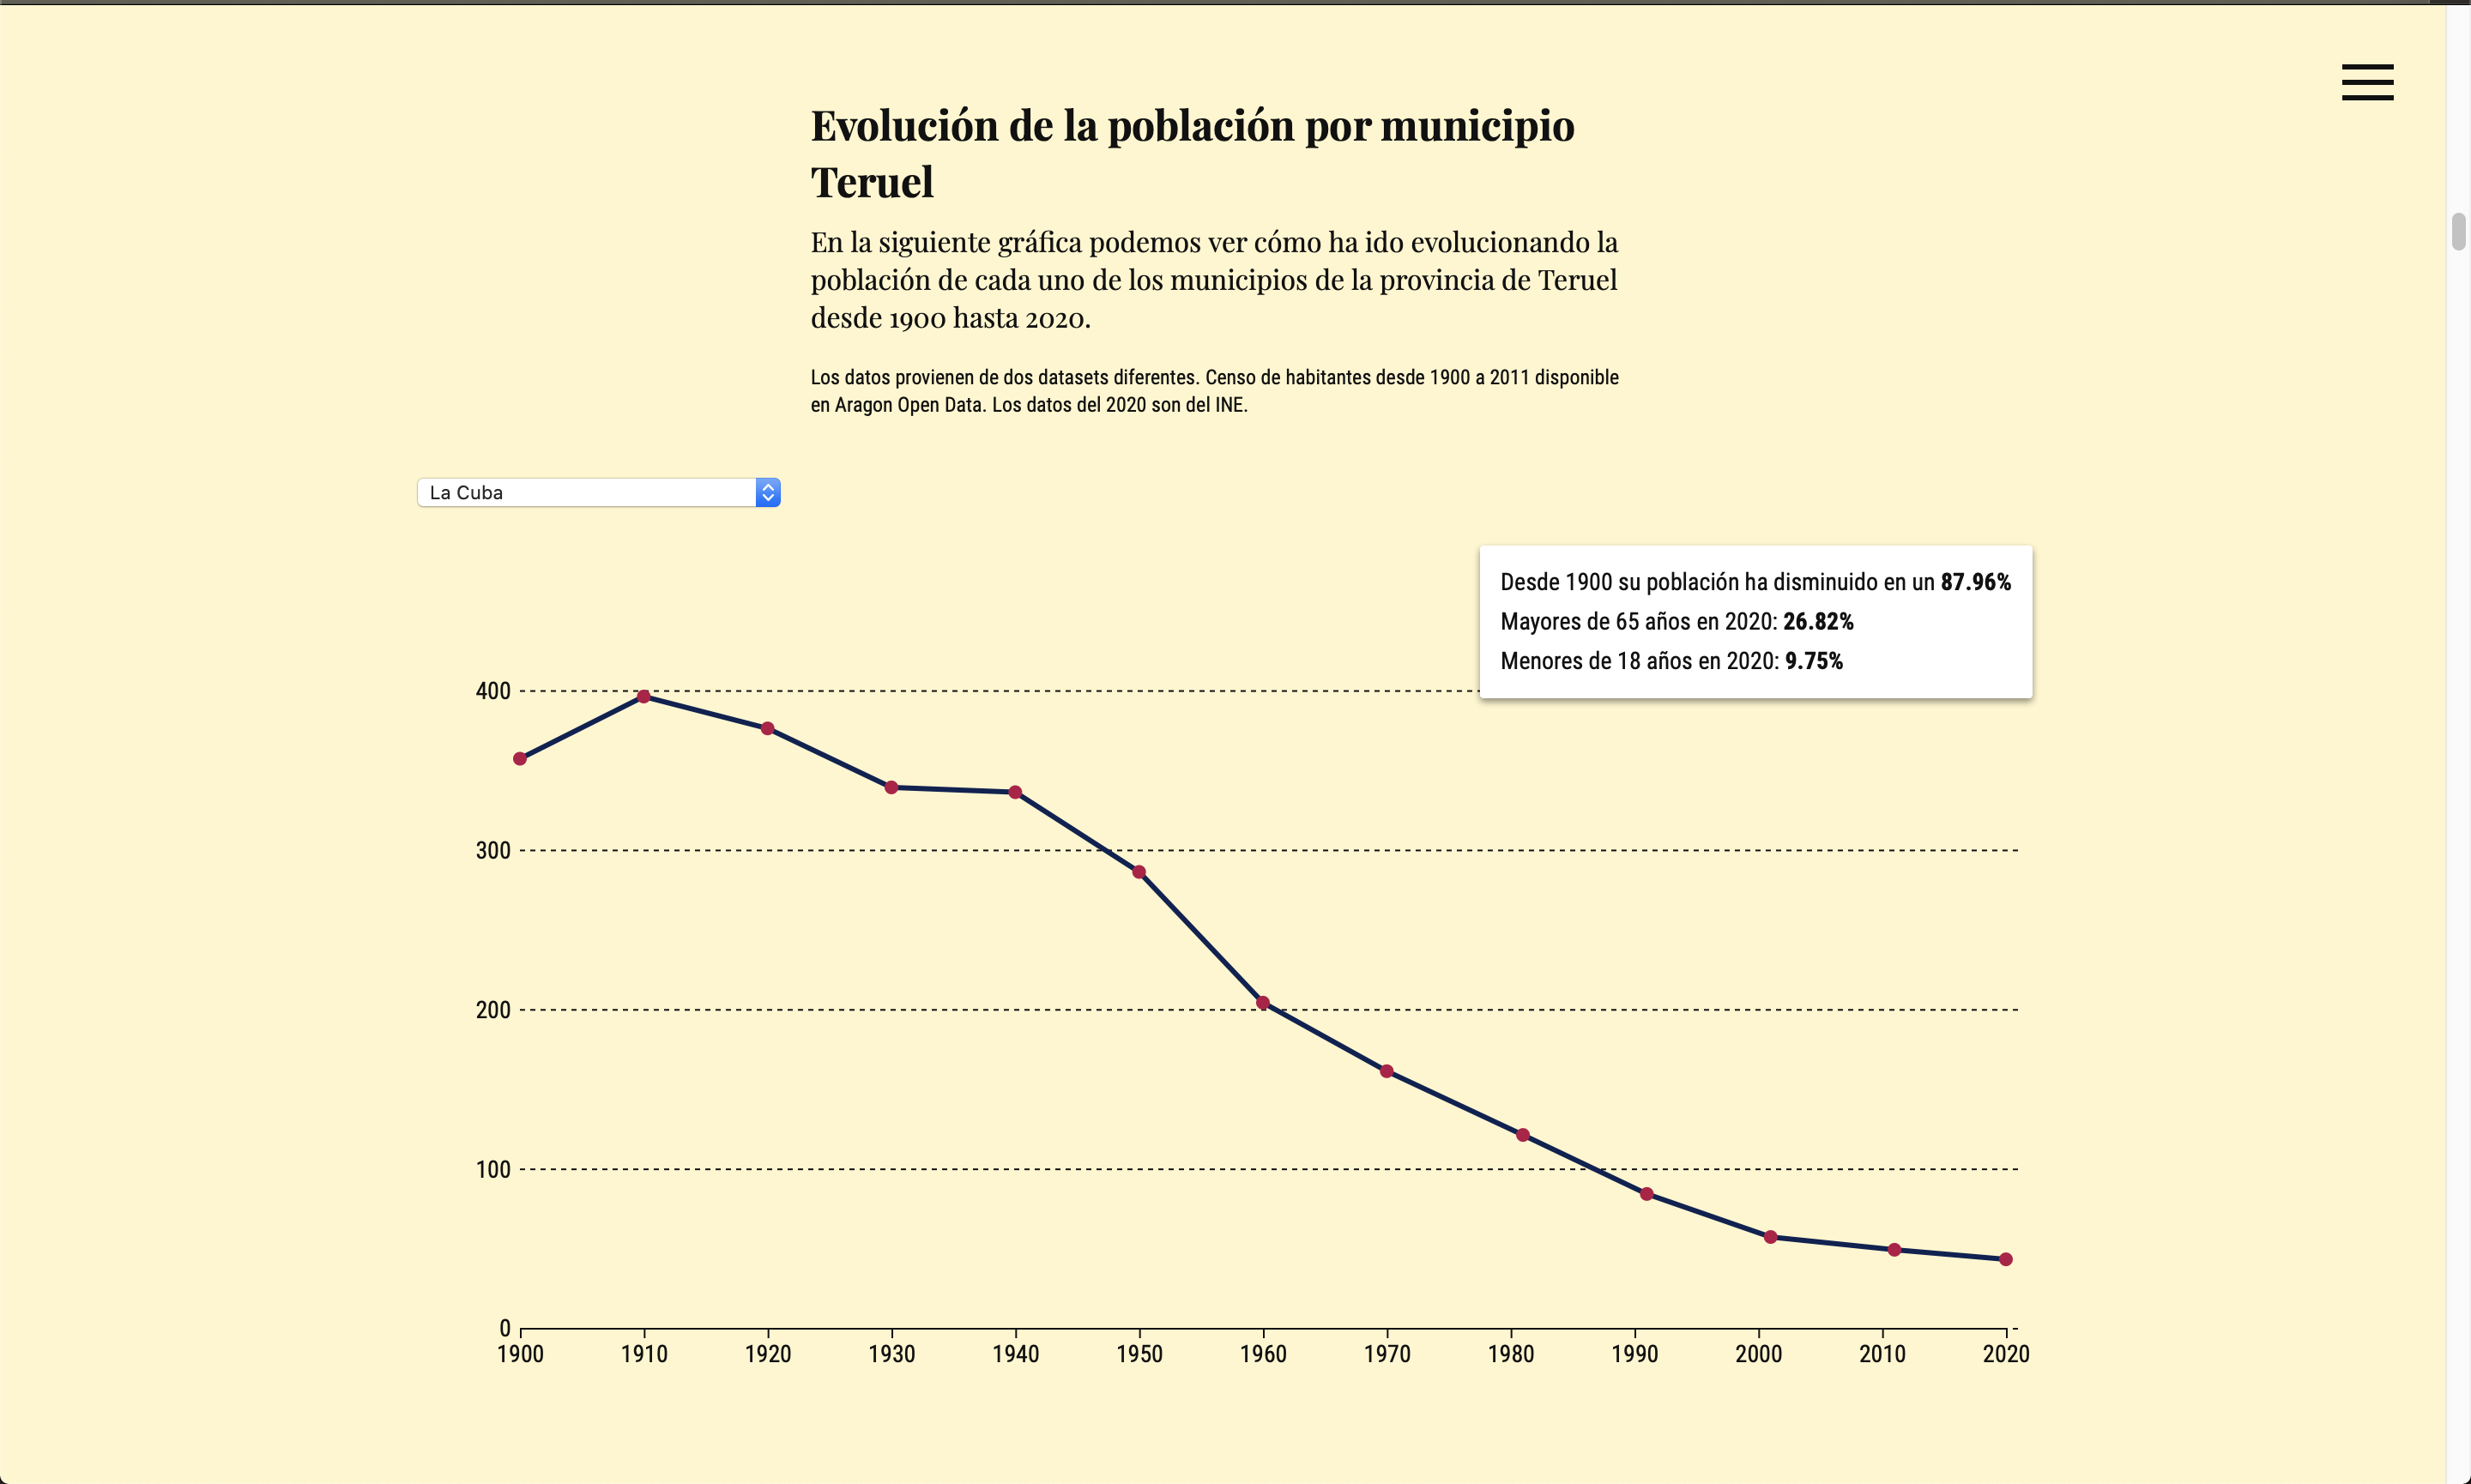 Evolución de la población por municipio
Teruel
En la siguiente gráfica podemos ver cómo ha ido evolucionando la
población de cada uno de los municipios de la provincia de Teruel
desde 1900 hasta 2020.
Los datos provienen de dos datasets diferentes. Censo de habitantes desde 1900 a 2011 disponible
en Aragon Open Data. Los datos del 2020 son del INE.
La Cuba
Desde 1900 su población ha disminuido en un 87.96%
Mayores de 65 años en 2020: 26.82%
Menores de 18 años en 2020: 9.75%
400
300
200
100
0
1900 1910 1920 1930 1940 1950 1960 1970 1980 1990 2000 2010 2020